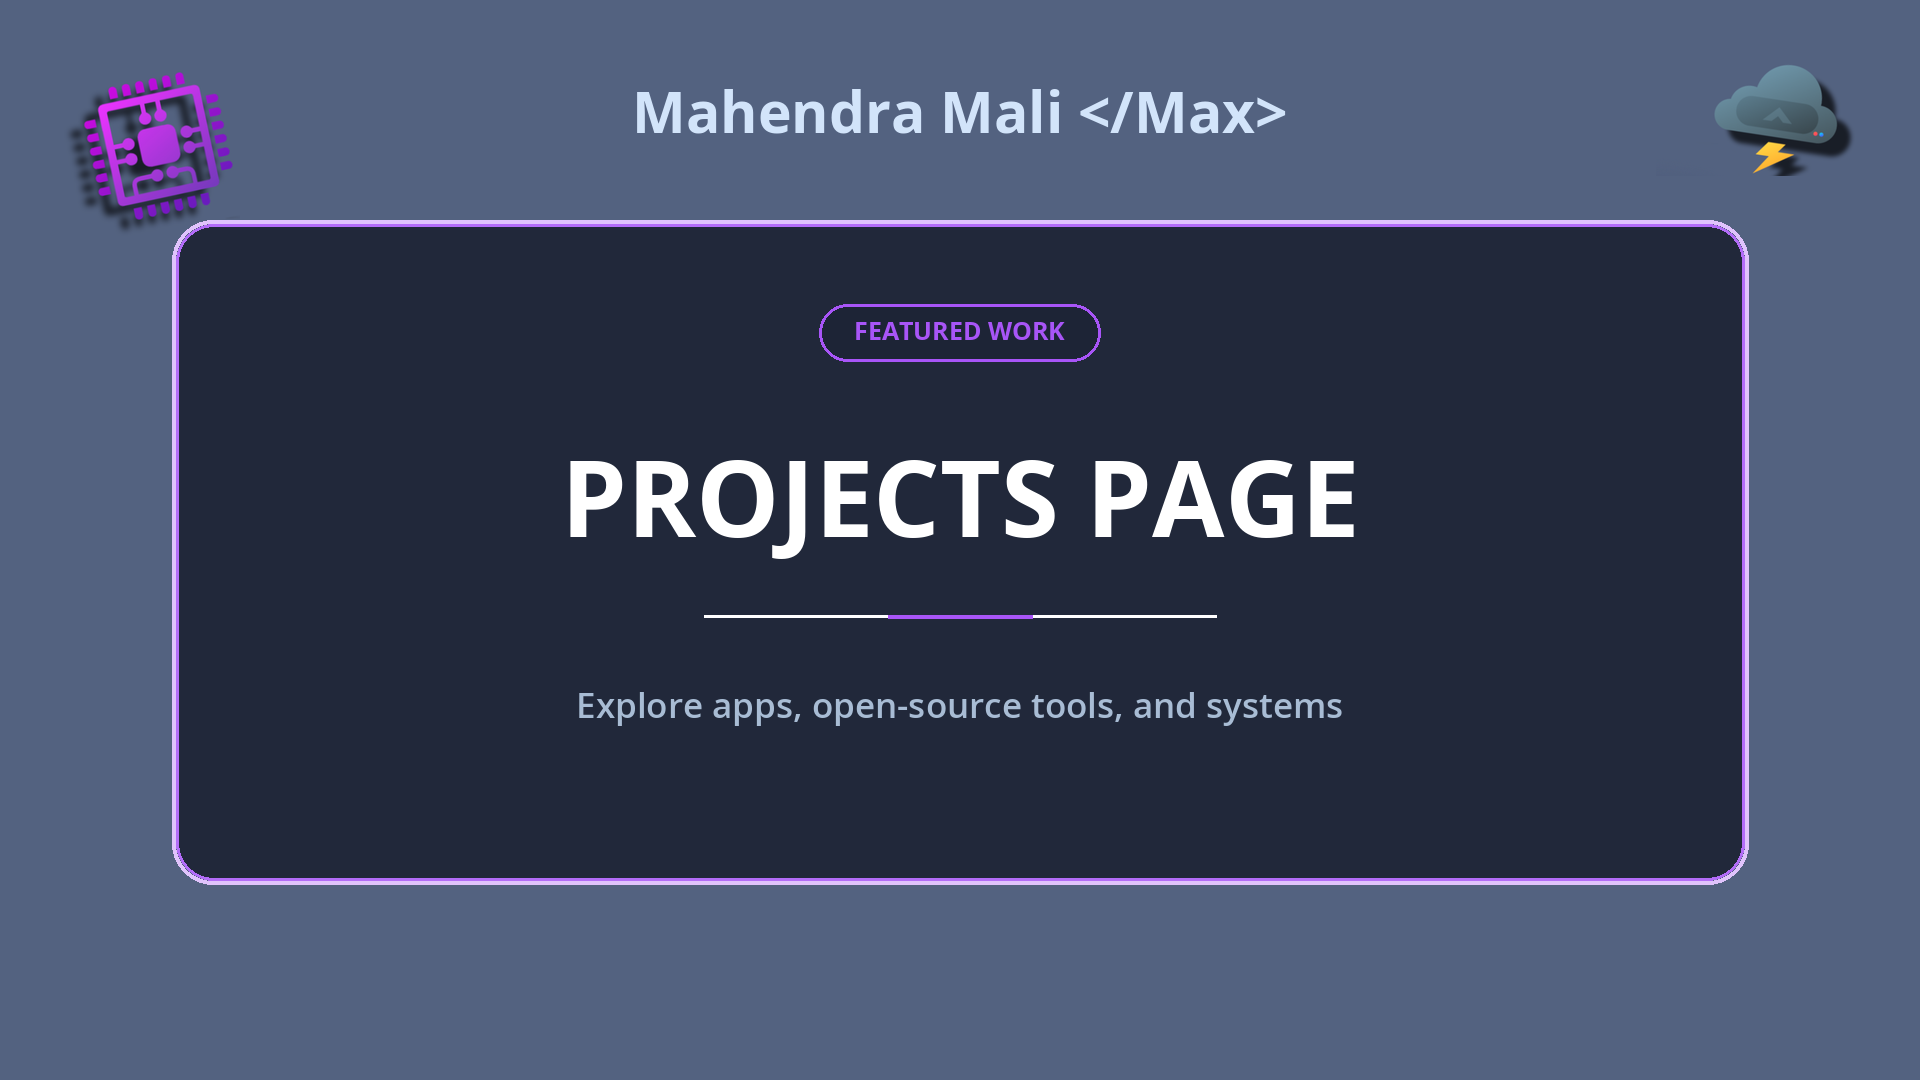 Mahendra Mali </Max>
FEATURED WORK
PROJECTS PAGE
Explore apps, open-source tools, and systems